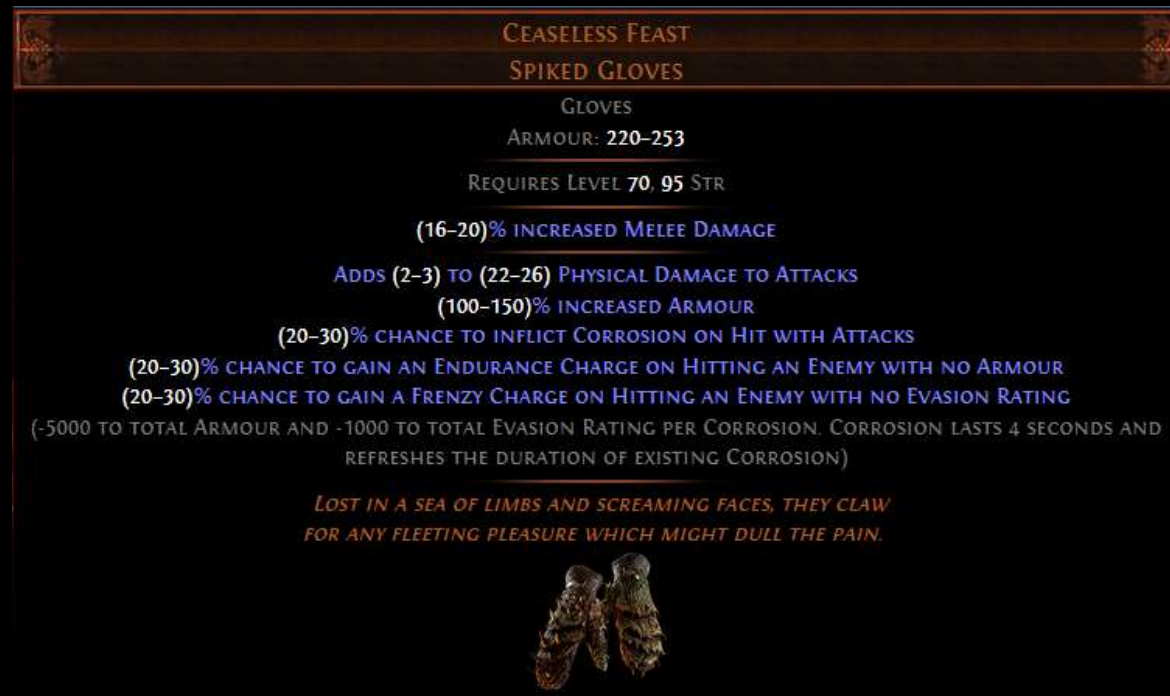 Ceaseless Feast
Spiked Gloves
Gloves
Armour: 220–253
Requires Level 70, 95 Str
(16–20)% increased Melee Damage
Adds (2–3) to (22–26) Physical Damage to Attacks
(100–150)% increased Armour
(20–30)% chance to inflict Corrosion on Hit with Attacks
(20–30)% chance to gain an Endurance Charge on Hitting an Enemy with no Armour
(20–30)% chance to gain a Frenzy Charge on Hitting an Enemy with no Evasion Rating
(-5000 to total Armour and -1000 to total Evasion Rating per Corrosion. Corrosion lasts 4 seconds and
refreshes the duration of existing Corrosion)
Lost in a sea of limbs and screaming faces, they claw
for any fleeting pleasure which might dull the pain.